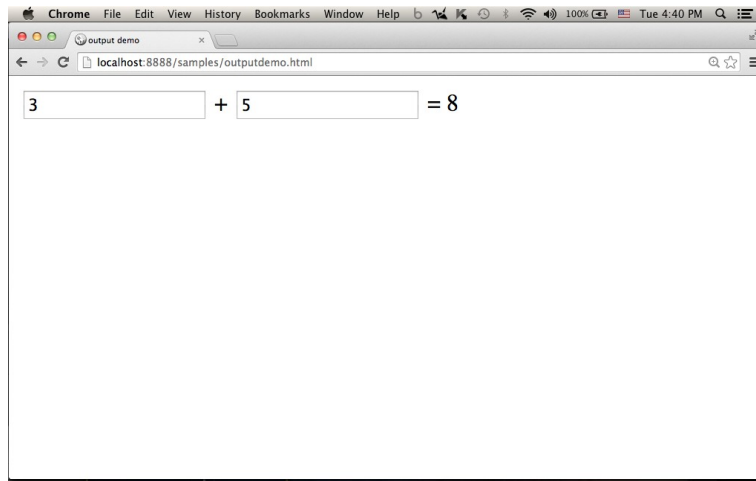 Chrome File Edit View History Bookmarks Window Help 100% Tue 4:40 PM
output demo
localhost:8888/samples/outputdemo.html
3 + 5 = 8